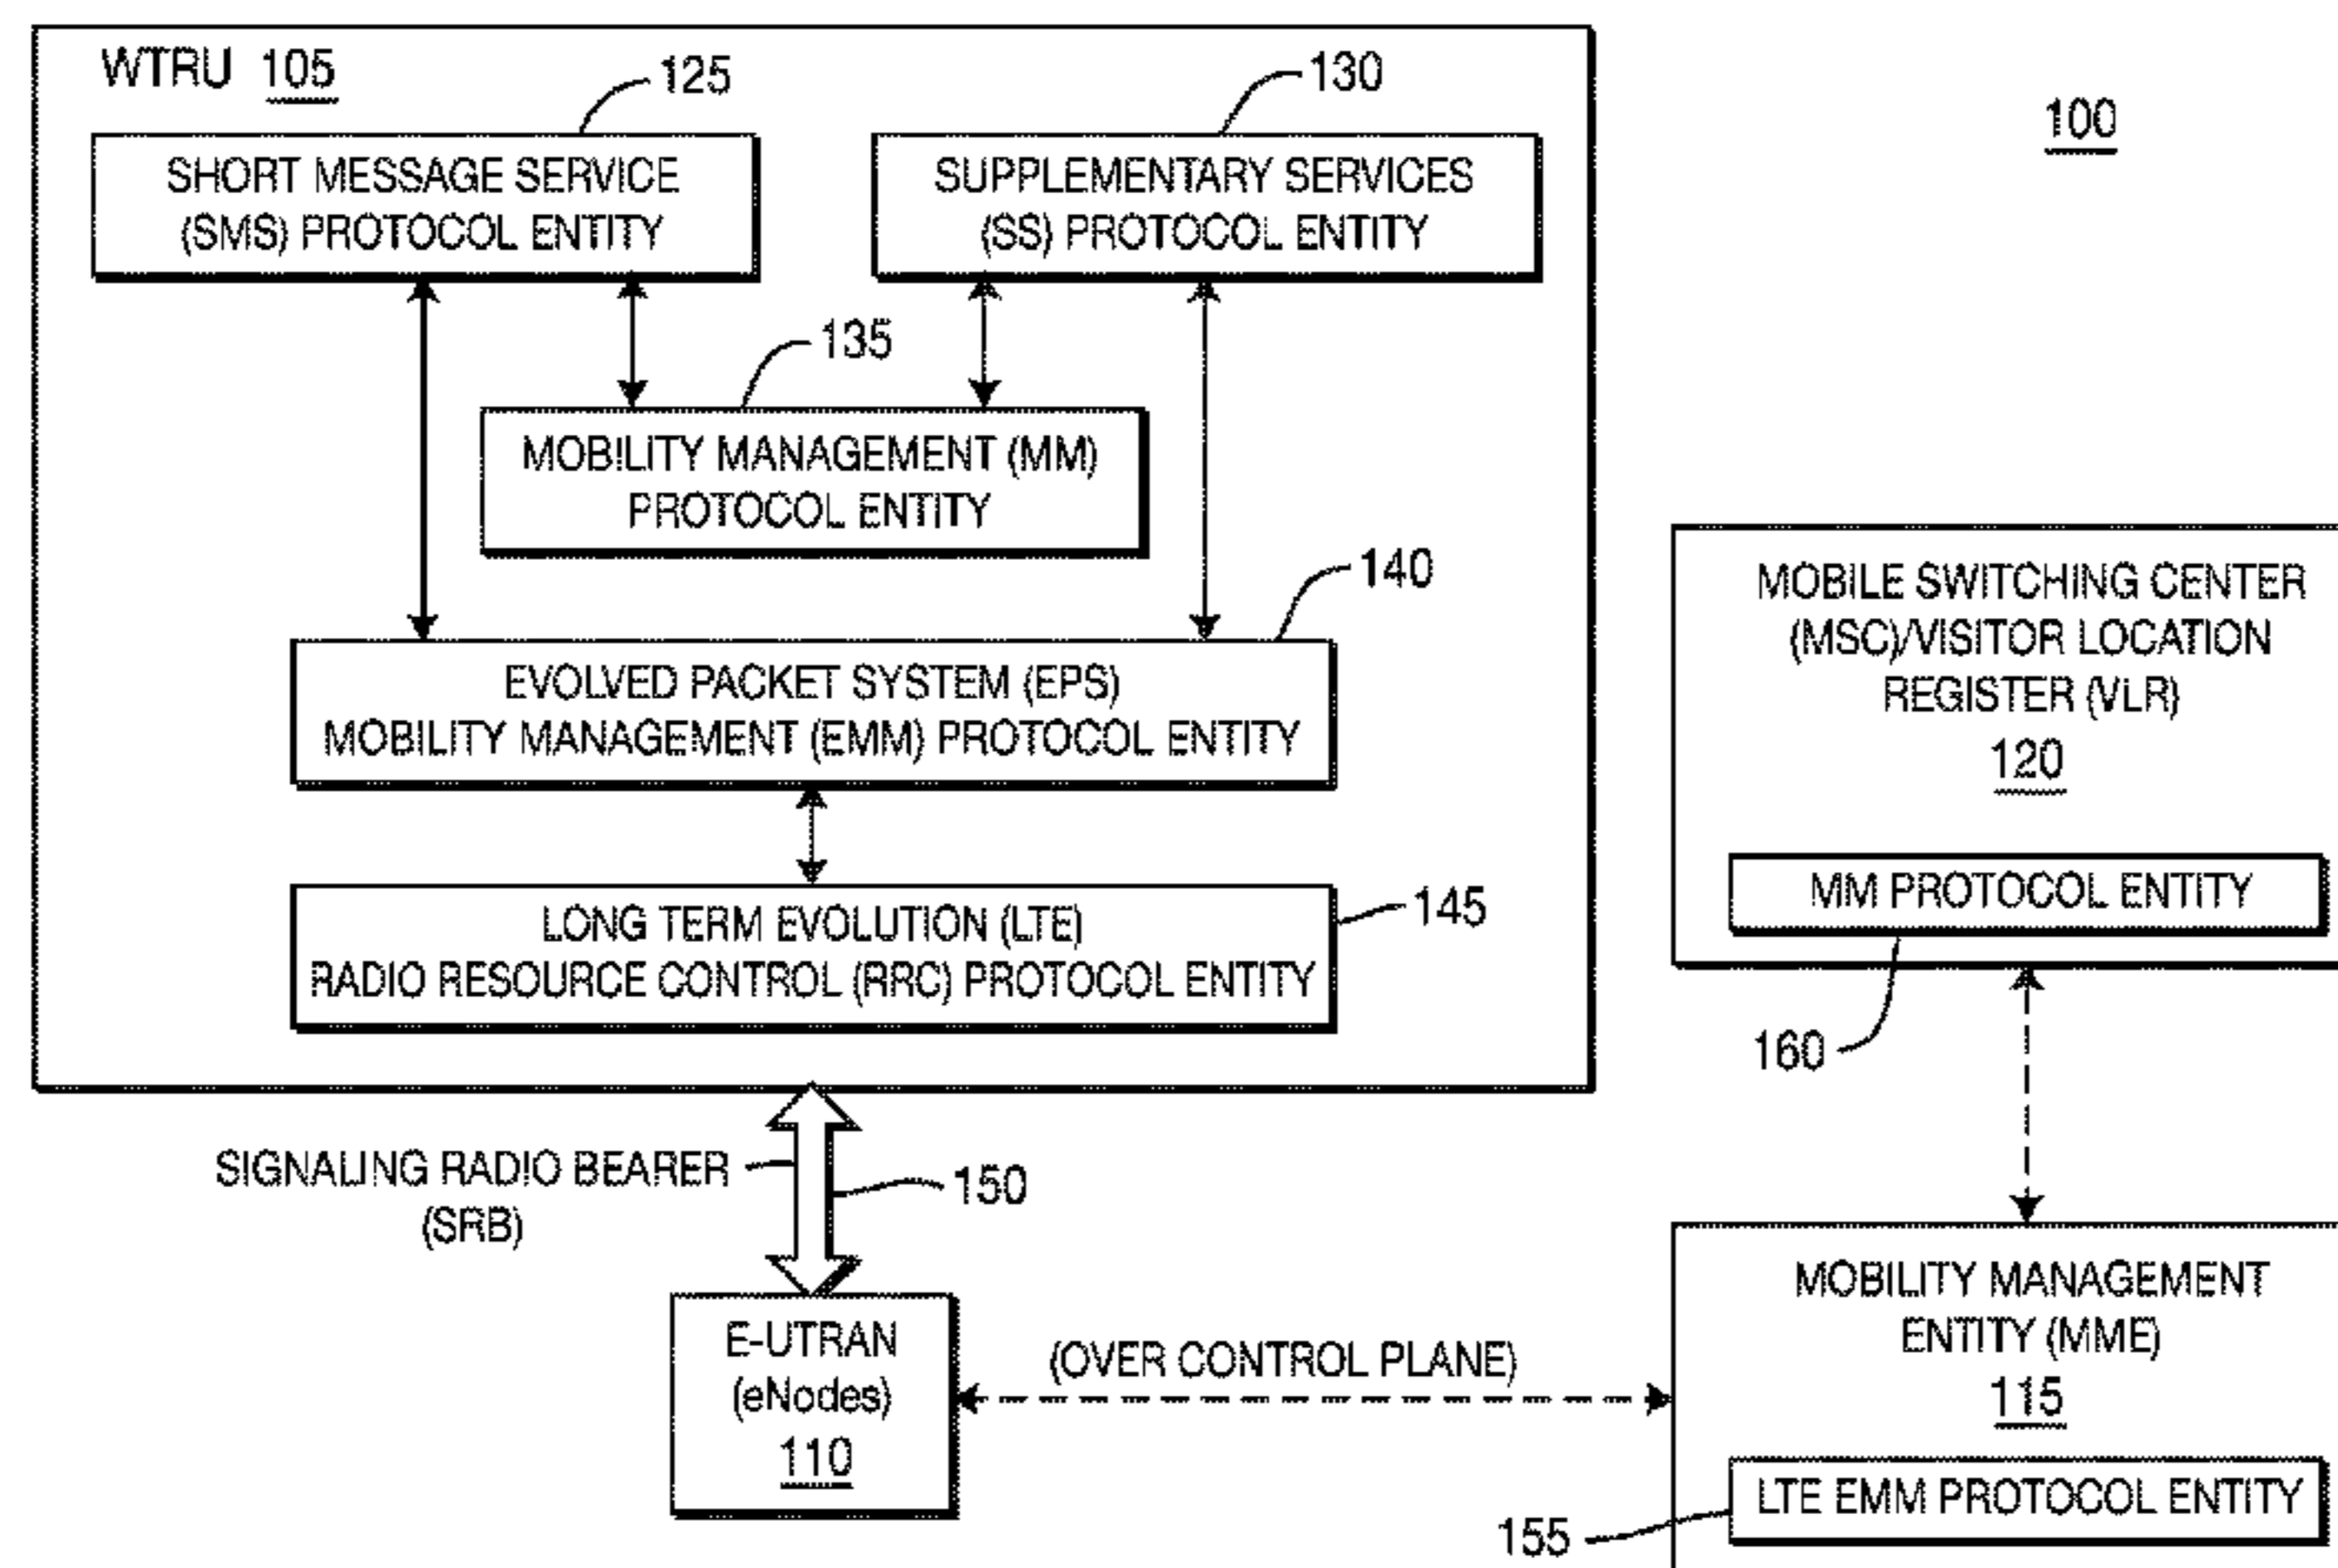 WTRU 105
125
130
100
SHORT MESSAGE SERVICE
(SMS) PROTOCOL ENTITY
SUPPLEMENTARY SERVICES
(SS) PROTOCOL ENTITY
135
MOBILITY MANAGEMENT (MM)
PROTOCOL ENTITY
140
EVOLVED PACKET SYSTEM (EPS)
MOBILITY MANAGEMENT (EMM) PROTOCOL ENTITY
LONG TERM EVOLUTION (LTE)
RADIO RESOURCE CONTROL (RRC) PROTOCOL ENTITY
145
MOBILE SWITCHING CENTER
(MSC)/VISITOR LOCATION
REGISTER (VLR)
120
MM PROTOCOL ENTITY
160
SIGNALING RADIO BEARER
(SRB)
150
E-UTRAN
(eNodes)
110
(OVER CONTROL PLANE)
MOBILITY MANAGEMENT
ENTITY (MME)
115
LTE EMM PROTOCOL ENTITY
155